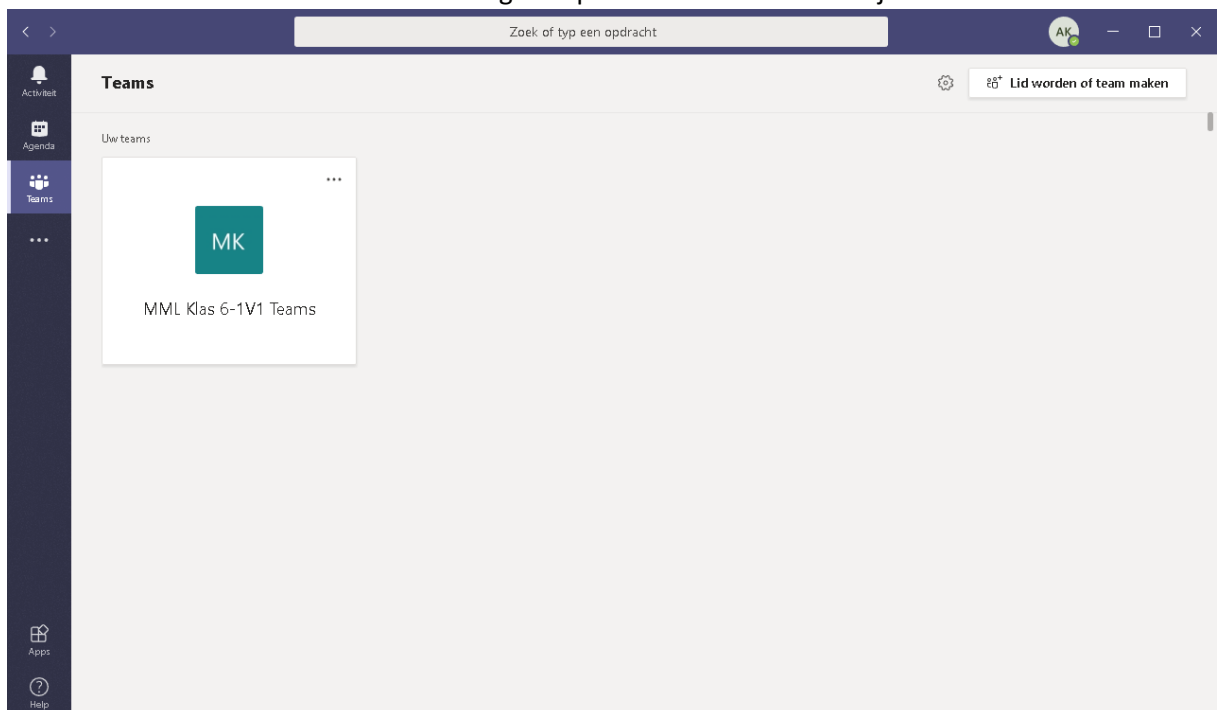 Zoek of typ een opdracht
AK
Activiteit
Teams
Lid worden of team maken
Agenda
Uw teams
Teams
MK
MML Klas 6-1V1 Teams
Apps
Help